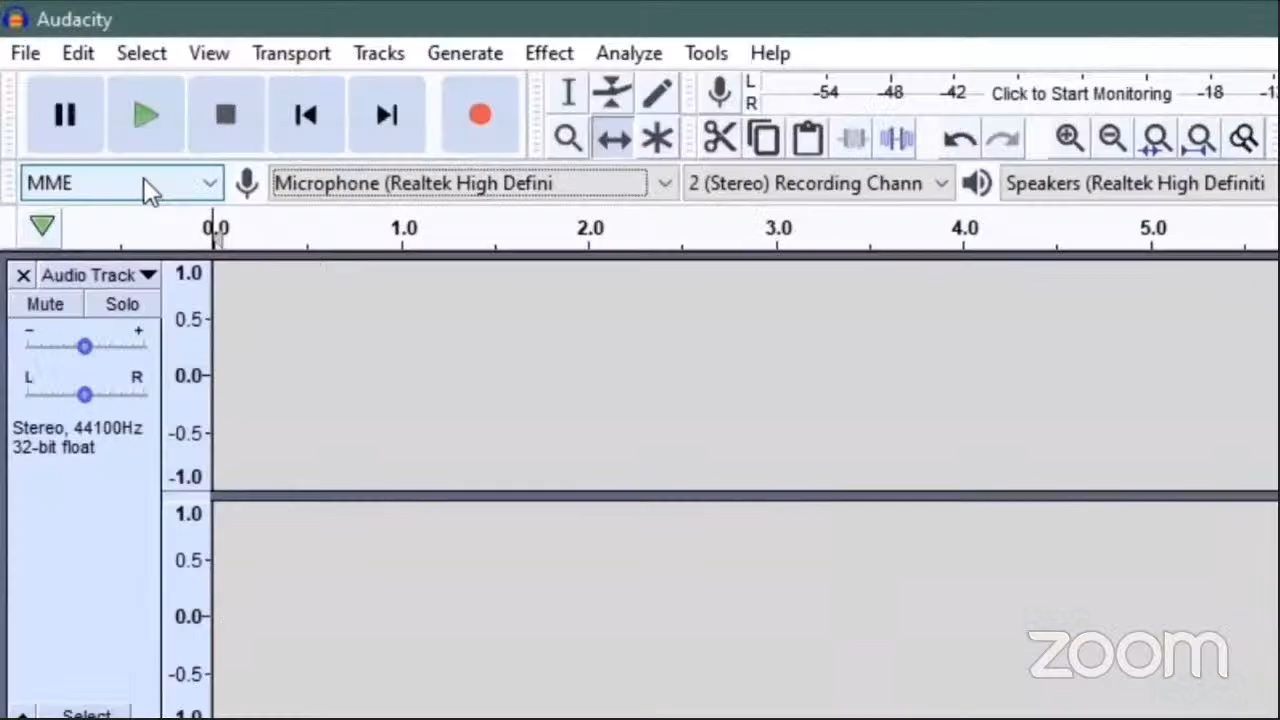 Audacity
File Edit Select View Transport Tracks Generate Effect Analyze Tools Help
L
R
-54 -48 -42 Click to Start Monitoring -18
MME Microphone (Realtek High Defini 2 (Stereo) Recording Chann Speakers (Realtek High Definiti
0.0 1.0 2.0 3.0 4.0 5.0
Audio Track
Mute Solo
- +
L R
Stereo, 44100Hz
32-bit float
1.0
0.5
0.0
-0.5
-1.0
1.0
0.5
0.0
-0.5
1.0
Select
zoom